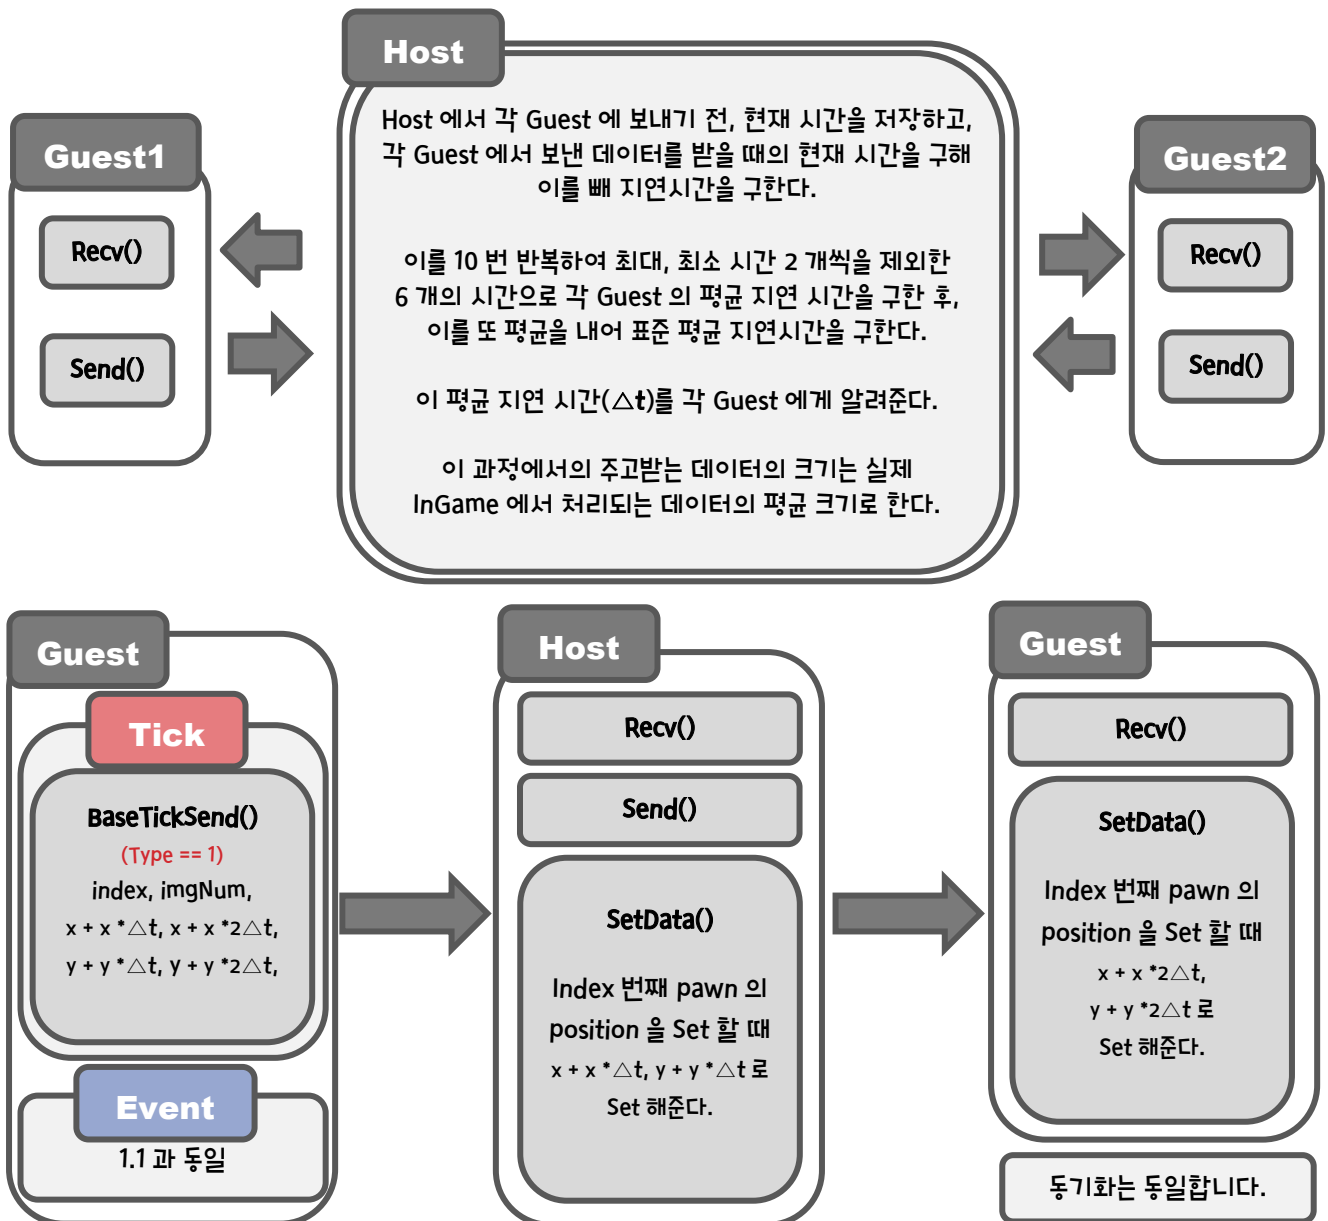 Host
Host 에서 각 Guest 에 보내기 전, 현재 시간을 저장하고,
각 Guest 에서 보낸 데이터를 받을 때의 현재 시간을 구해
이를 빼 지연시간을 구한다.
이를 10 번 반복하여 최대, 최소 시간 2 개씩을 제외한
6 개의 시간으로 각 Guest 의 평균 지연 시간을 구한 후,
이를 또 평균을 내어 표준 평균 지연시간을 구한다.
이 평균 지연 시간(△t)를 각 Guest 에게 알려준다.
이 과정에서의 주고받는 데이터의 크기는 실제
InGame 에서 처리되는 데이터의 평균 크기로 한다.
Guest1
Recv()
Send()
Guest2
Recv()
Send()
Guest
Tick
BaseTickSend()
(Type == 1)
index, imgNum,
x + x *△t, x + x *2△t,
y + y *△t, y + y *2△t,
Event
1.1 과 동일
Host
Recv()
Send()
SetData()
Index 번째 pawn 의
position 을 Set 할 때
x + x *△t, y + y *△t 로
Set 해준다.
Guest
Recv()
SetData()
Index 번째 pawn 의
position 을 Set 할 때
x + x *2△t,
y + y *2△t 로
Set 해준다.
동기화는 동일합니다.